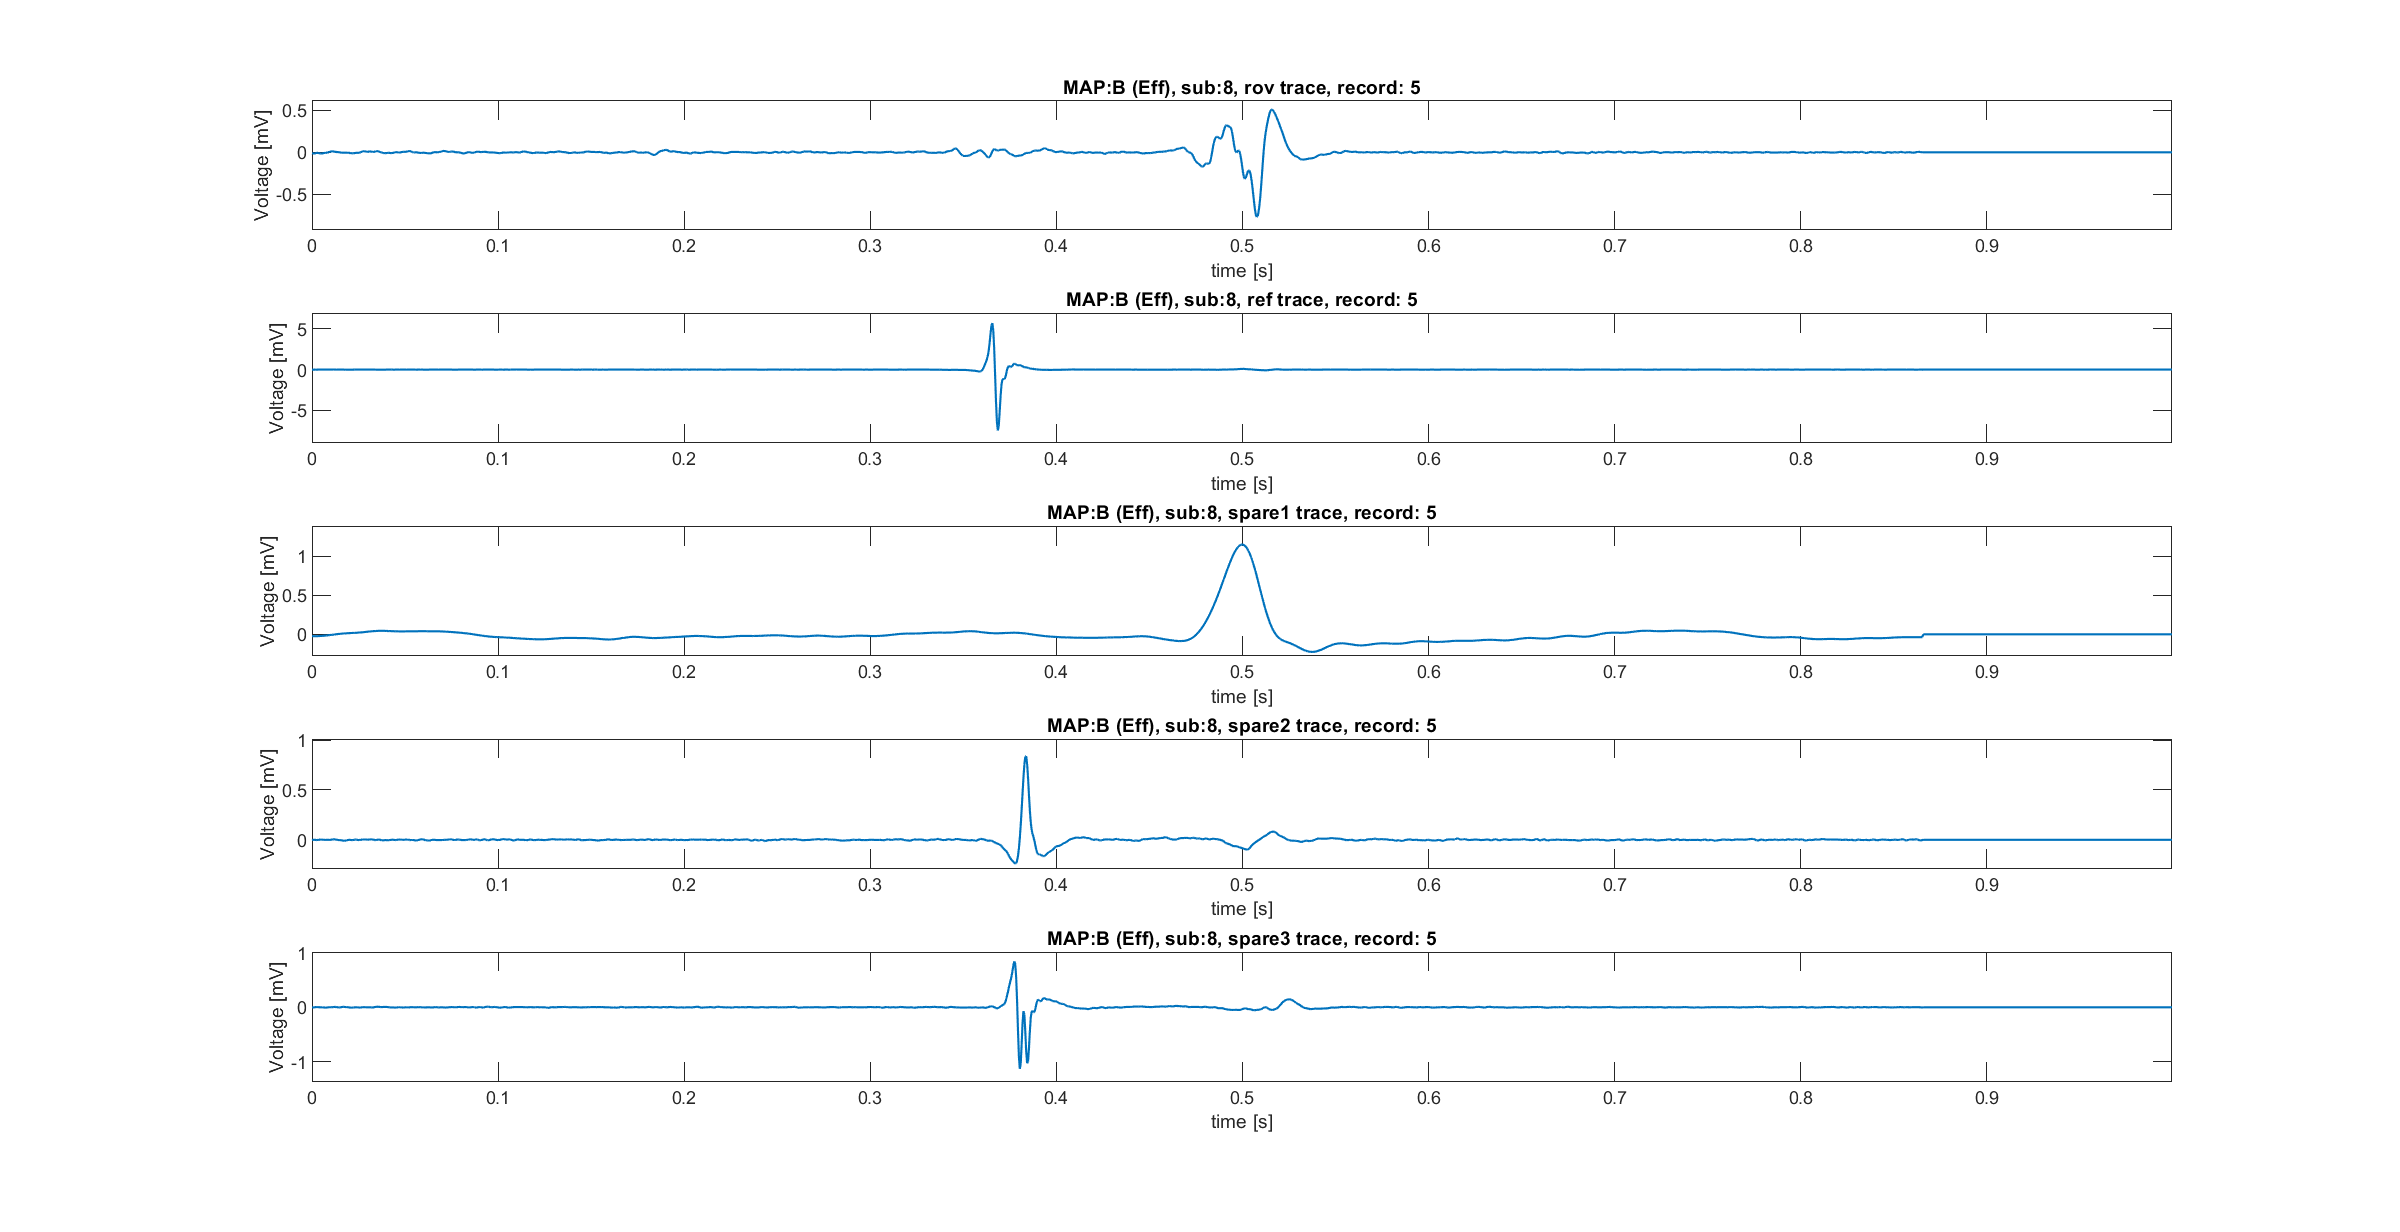 MAP:B (Eff), sub:8, rov trace, record: 5
Voltage [mV]
0.5
0
-0.5
0 0.1 0.2 0.3 0.4 0.5 0.6 0.7 0.8 0.9
time [s]
MAP:B (Eff), sub:8, ref trace, record: 5
Voltage [mV]
5
0
-5
0 0.1 0.2 0.3 0.4 0.5 0.6 0.7 0.8 0.9
time [s]
MAP:B (Eff), sub:8, spare1 trace, record: 5
Voltage [mV]
1
0.5
0
0 0.1 0.2 0.3 0.4 0.5 0.6 0.7 0.8 0.9
time [s]
MAP:B (Eff), sub:8, spare2 trace, record: 5
Voltage [mV]
1
0.5
0
0 0.1 0.2 0.3 0.4 0.5 0.6 0.7 0.8 0.9
time [s]
MAP:B (Eff), sub:8, spare3 trace, record: 5
Voltage [mV]
1
0
-1
0 0.1 0.2 0.3 0.4 0.5 0.6 0.7 0.8 0.9
time [s]